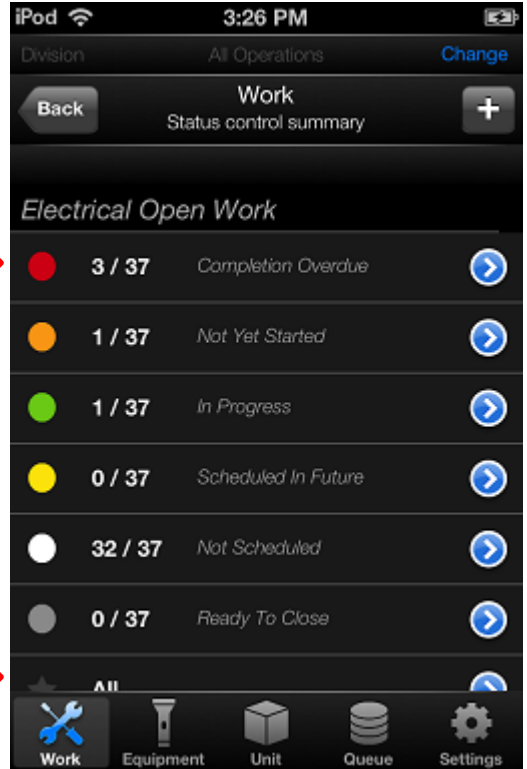 iPod 3:26 PM
Division All Operations Change
Back
Work
Status control summary
+
Electrical Open Work
3 / 37 Completion Overdue
1 / 37 Not Yet Started
1 / 37 In Progress
0 / 37 Scheduled In Future
32 / 37 Not Scheduled
0 / 37 Ready To Close
All
Work Equipment Unit Queue Settings